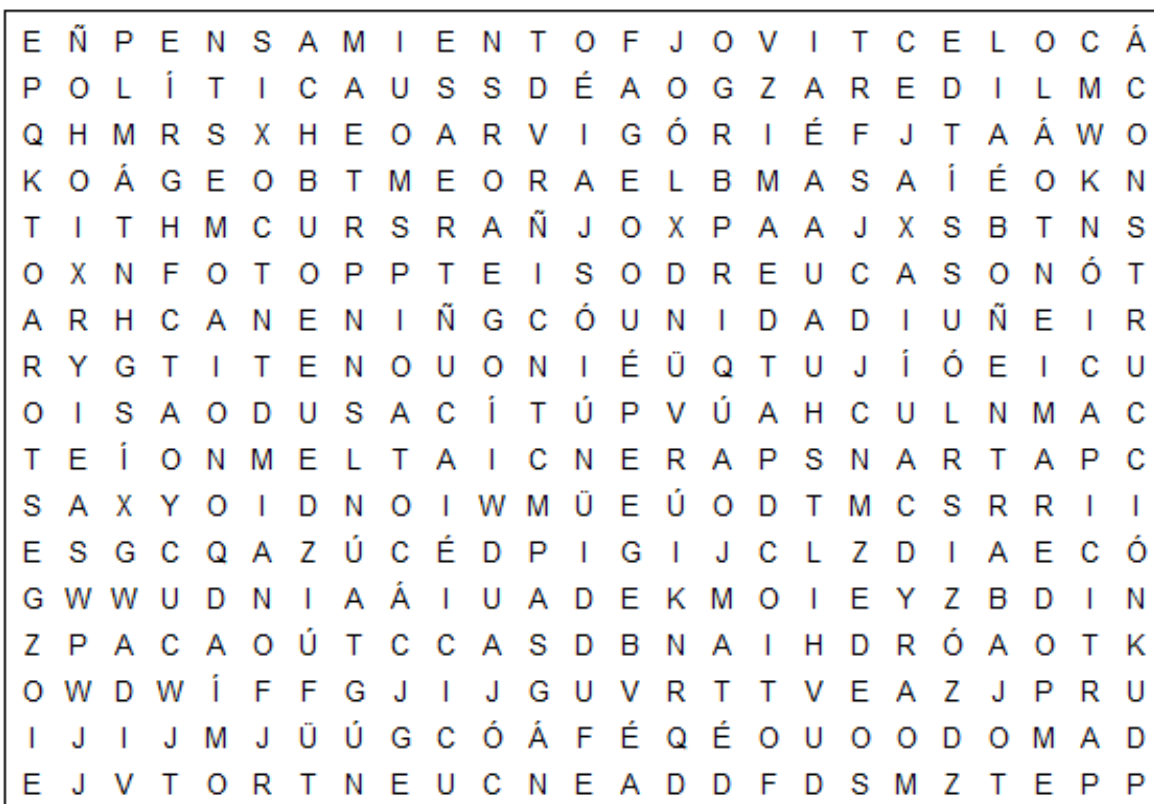 E Ñ P E N S A M I E N T O F J O V I T C E L O C Á
P O L Í T I C A U S S D É A O G Z A R E D I L M C
Q H M R S X H E O A R V I G Ó R I É F J T A Á W O
K O Á G E O B T M E O R A E L B M A S A Í É O K N
T I T H M C U R S R A Ñ J O X P A A J X S B T N S
O X N F O T O P P T E I S O D R E U C A S O N Ó T
A R H C A N E N I Ñ G C Ó U N I D A D I U Ñ E I R
R Y G T I T E N O U O N I É Ü Q T U J Í Ó E I C U
O I S A O D U S A C Í T Ú P V Ú A H C U L N M A C
T E Í O N M E L T A I C N E R A P S N A R T A P C
S A X Y O I D N O I W M Ü E Ú O D T M C S R R I I
E S G C Q A Z Ú C É D P I G I J C L Z D I A E C Ó
G W W U D N I A Á I U A D E K M O I E Y Z B D I N
Z P A C A O Ú T C C A S D B N A I H D R Ó A O T K
O W D W Í F F G J I J G U V R T T V E A Z J P R U
I J I J M J Ü Ú G C Ó Á F É Q É O U O O D O M A D
E J V T O R T N E U C N E A D D F D S M Z T E P P